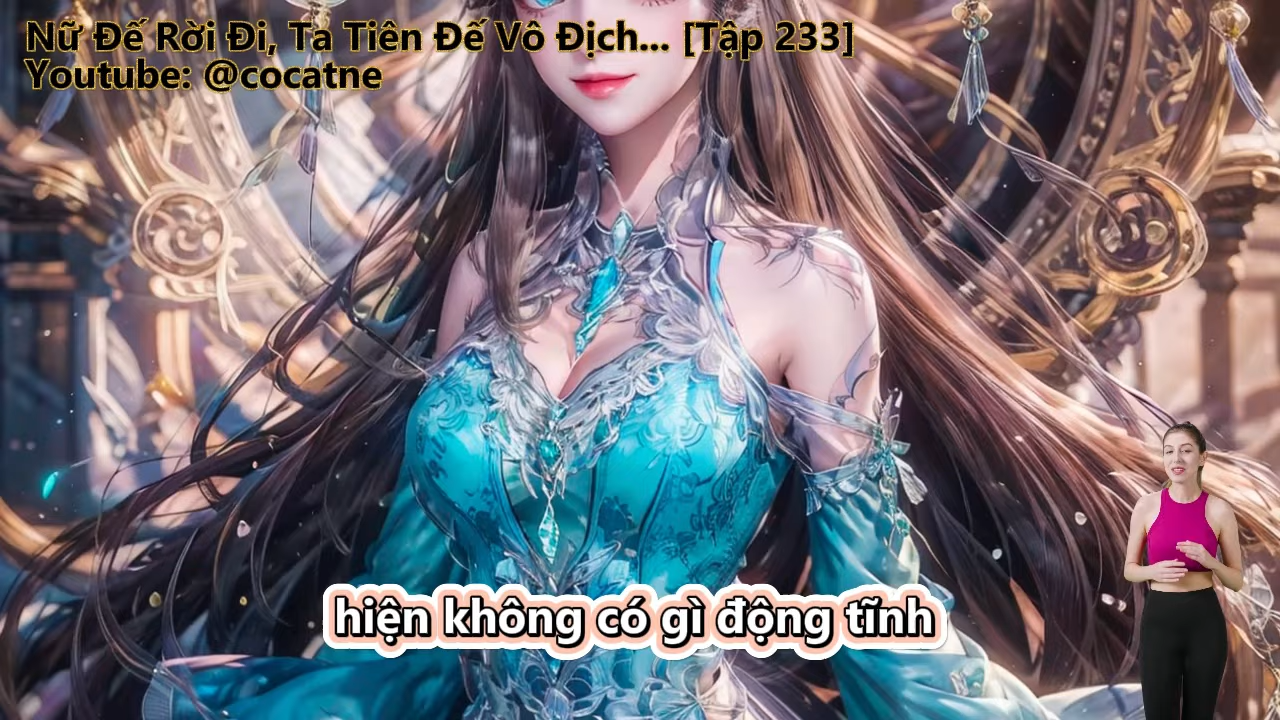 Nữ Đế Rời Đi, Ta Tiên Đế Vô Địch... [Tập 233]
Youtube: @cocatne
hiện không có gì động tĩnh